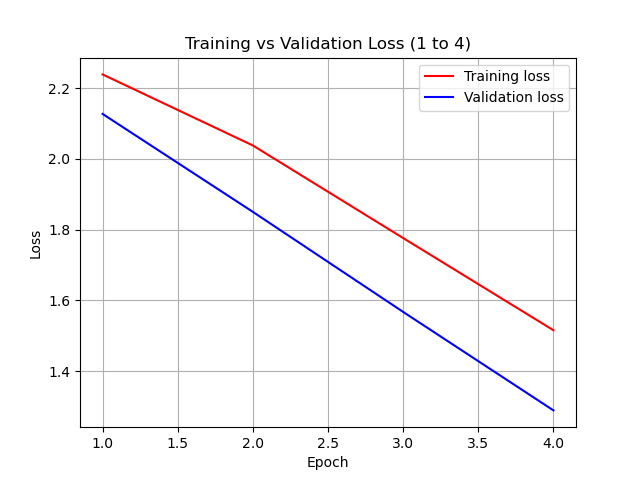 Training vs Validation Loss (1 to 4)
Training loss
Validation loss
Loss
2.2
2.0
1.8
1.6
1.4
1.0 1.5 2.0 2.5 3.0 3.5 4.0
Epoch